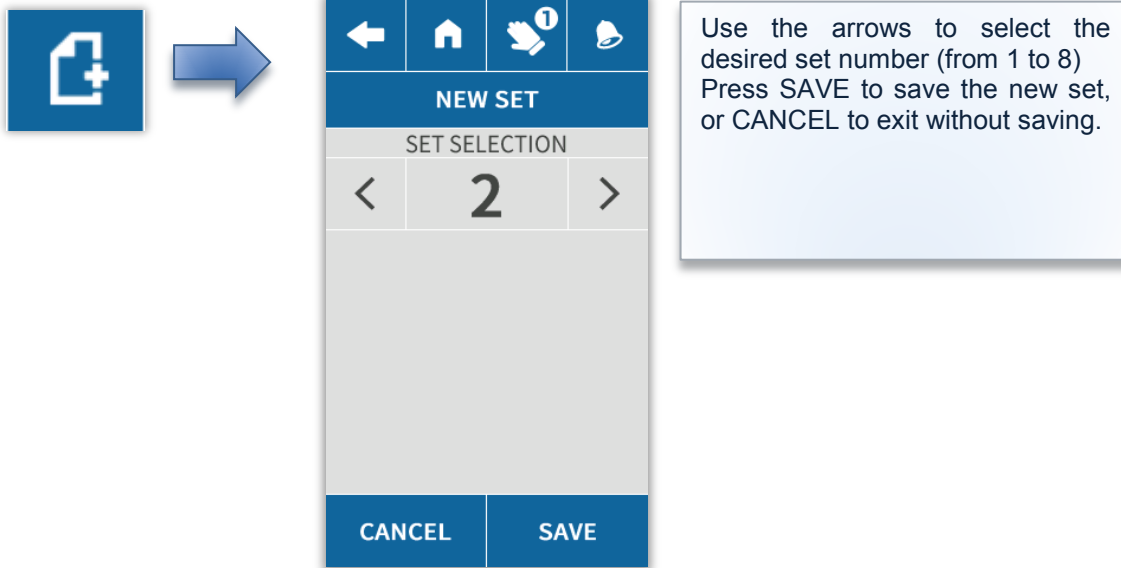 1
NEW SET
SET SELECTION
< 2 >
CANCEL SAVE
Use the arrows to select the
desired set number (from 1 to 8)
Press SAVE to save the new set,
or CANCEL to exit without saving.